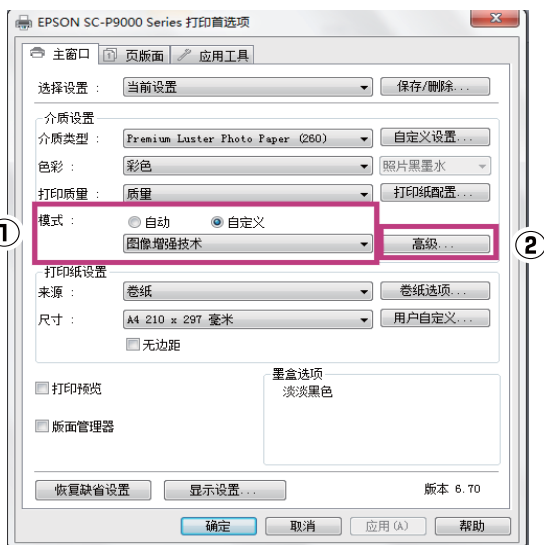 EPSON SC-P9000 Series 打印首选项
主窗口 页版面 应用工具
选择设置： 当前设置 保存/删除...
介质设置
介质类型： Premium Luster Photo Paper (260) 自定义设置...
色彩： 彩色 照片黑墨水
打印质量： 质量 打印纸配置...
① 模式： 自动 自定义
图像增强技术 高级... ②
打印纸设置
来源： 卷纸 卷纸选项...
尺寸： A4 210 x 297 毫米 用户自定义...
无边距
墨盒选项
打印预览 淡淡黑色
版面管理器
恢复缺省设置 显示设置... 版本 6.70
确定 取消 应用(A) 帮助